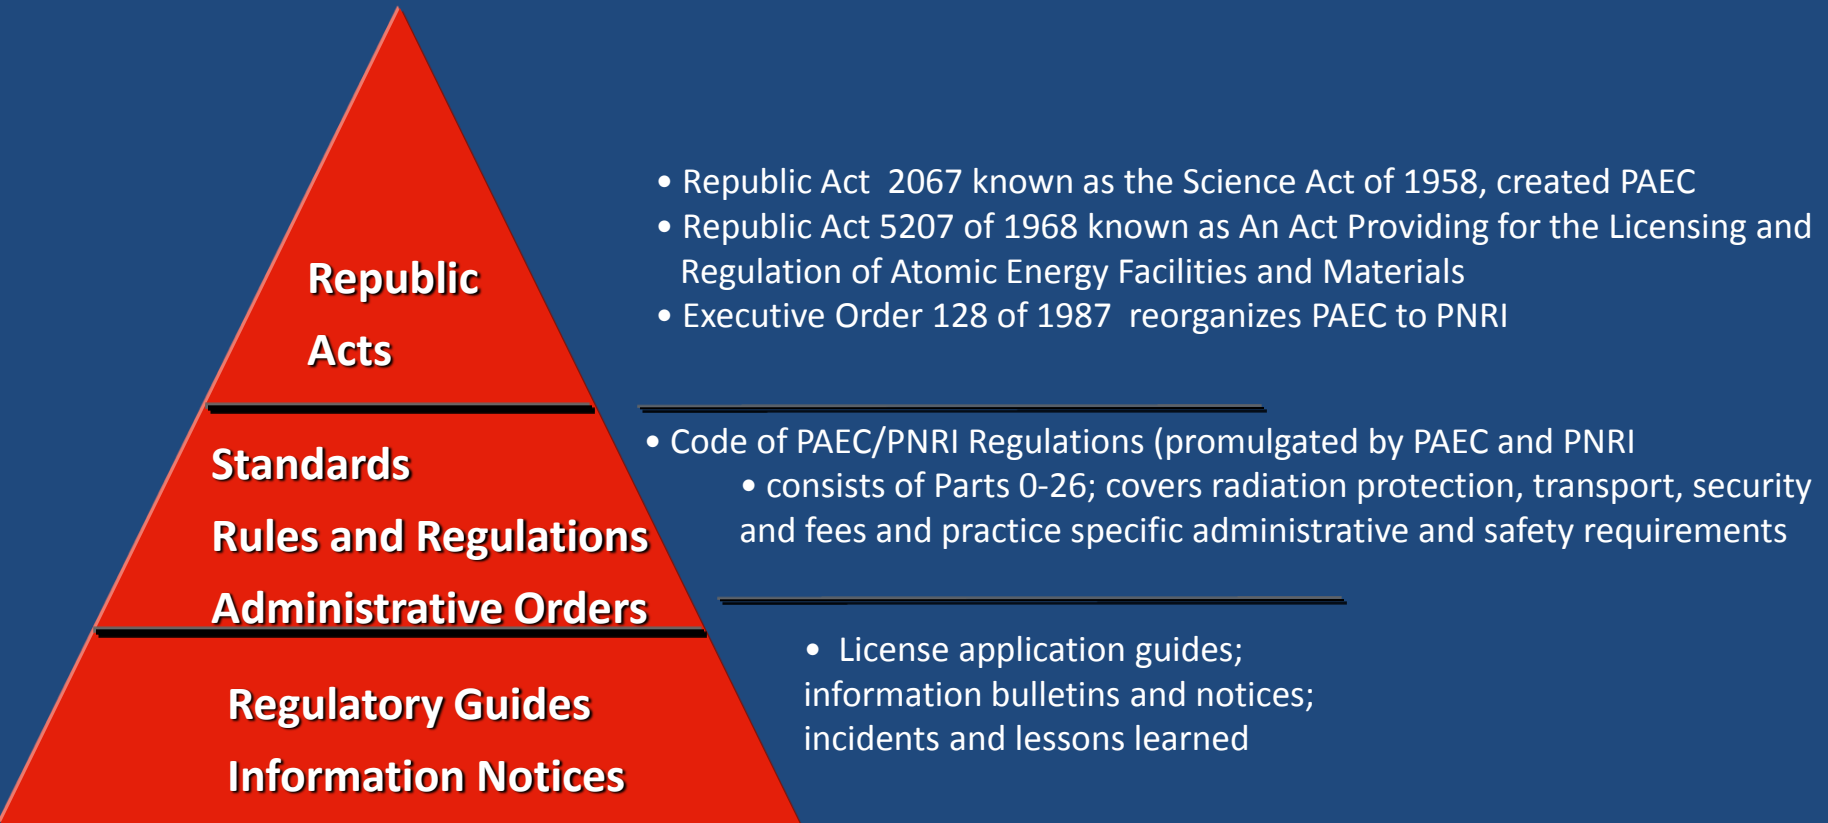 Republic
Acts
• Republic Act  2067 known as the Science Act of 1958, created PAEC
• Republic Act 5207 of 1968 known as An Act Providing for the Licensing and
Regulation of Atomic Energy Facilities and Materials
• Executive Order 128 of 1987  reorganizes PAEC to PNRI
Standards
Rules and Regulations
Administrative Orders
• Code of PAEC/PNRI Regulations (promulgated by PAEC and PNRI
• consists of Parts 0-26; covers radiation protection, transport, security
and fees and practice specific administrative and safety requirements
Regulatory Guides
Information Notices
•  License application guides;
information bulletins and notices;
incidents and lessons learned